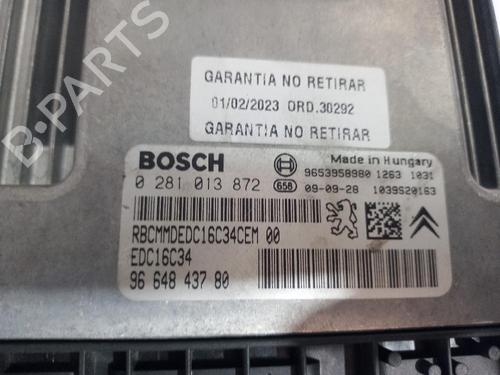 B-PARTS
GARANTIA NO RETIRAR
01/02/2023 ORD.30292
GARANTIA NO RETIRAR
BOSCH
Made in Hungary
9653958980 1263 1031
0 281 013 872
658
09-09-28
1039S20163
RBCMMDEDC16C34CEM 00
EDC16C34
96 648 437 80